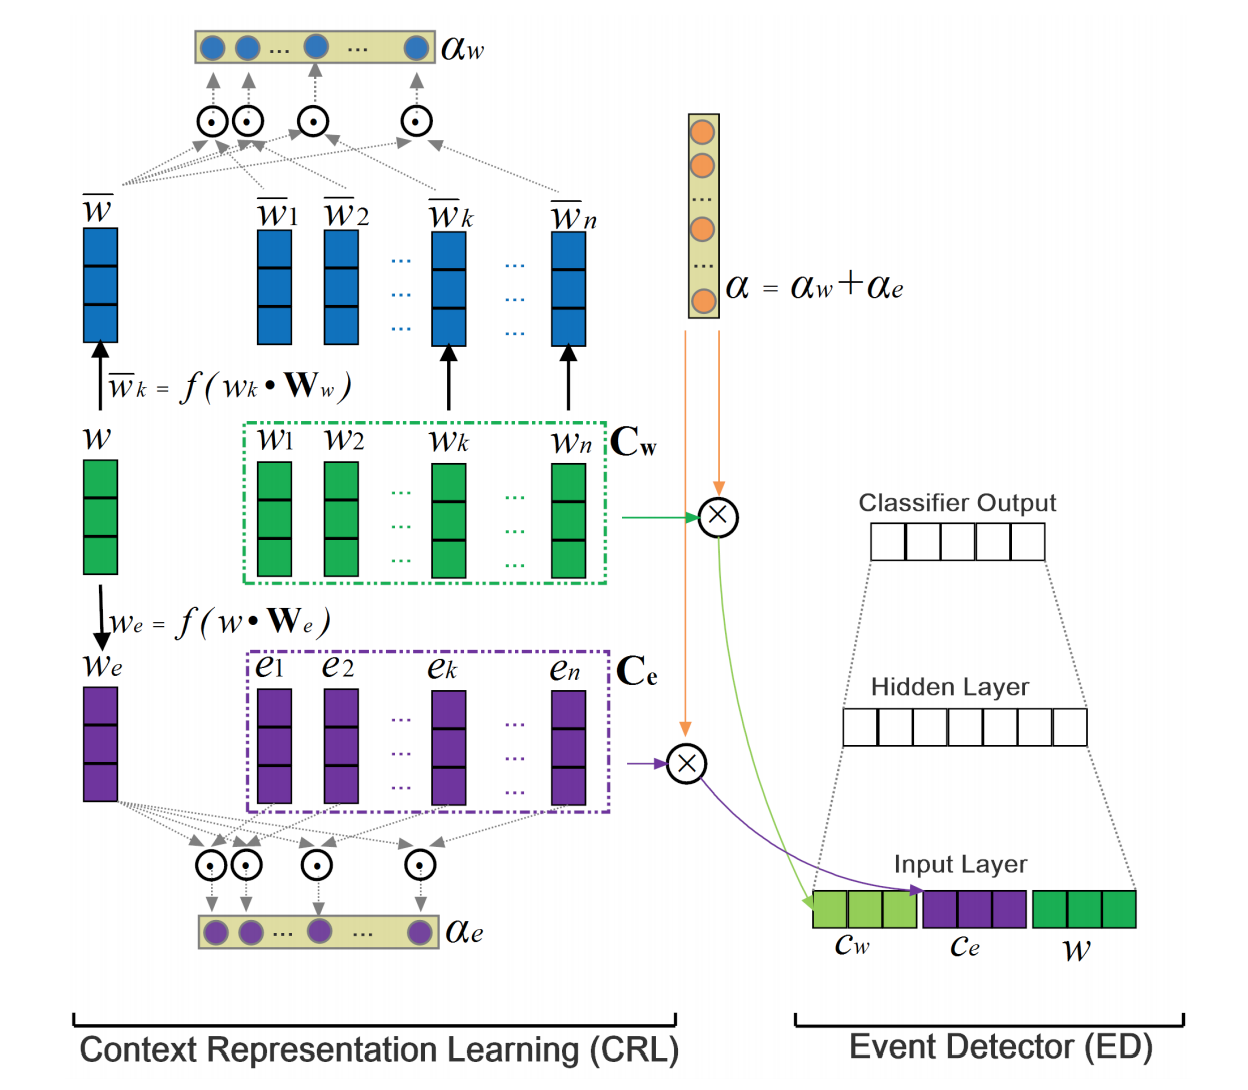 ... ... αw
w̅ w̅1 w̅2 w̅k w̅n
... ...
... ...
... ...
...
...
α = αw+αe
w̅k = f(wk • Ww)
w w1 w2 wk wn Cw
... ...
... ...
... ...
we = f(w • We)
we e1 e2 ek en Ce
... ...
... ...
... ...
... ... αe
Classifier Output
Hidden Layer
Input Layer
cw ce w
Context Representation Learning (CRL)
Event Detector (ED)